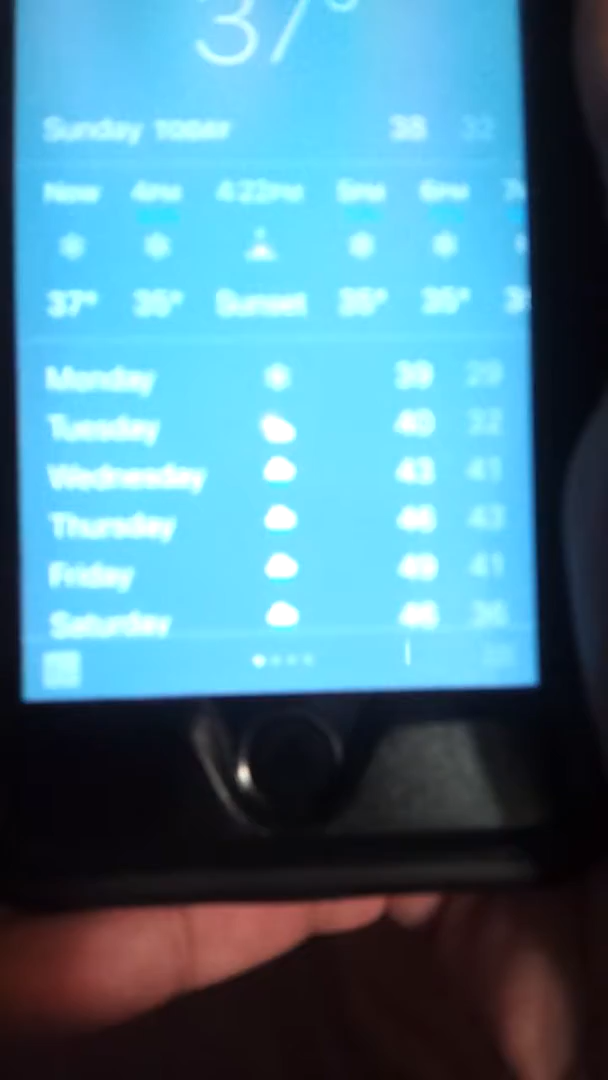 37°
Sunday TODAY 38 32
Now 4PM 4:22PM 5PM 6PM
37° 35° Sunset 35° 35°
Monday 39 29
Tuesday 40 32
Wednesday 43 41
Thursday 46 43
Friday 49 41
Saturday 46 36